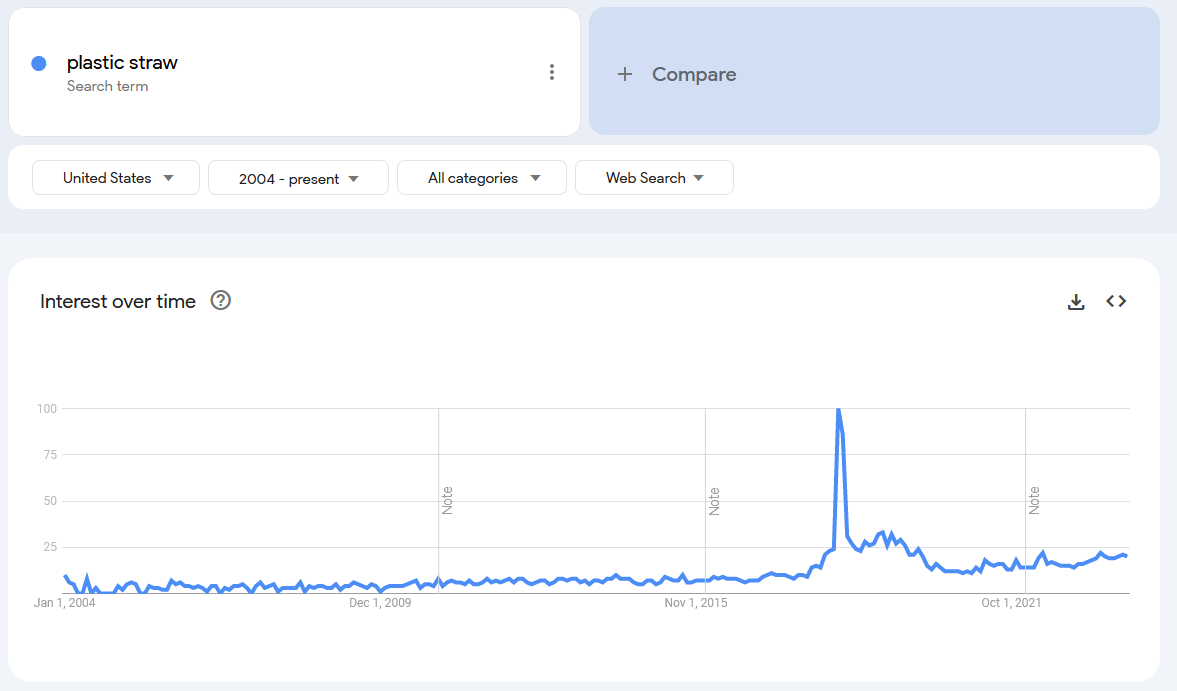 plastic straw
Search term
+ Compare
United States
2004 - present
All categories
Web Search
Interest over time ?
100
75
50
25
Note
Note
Note
Jan 1, 2004
Dec 1, 2009
Nov 1, 2015
Oct 1, 2021